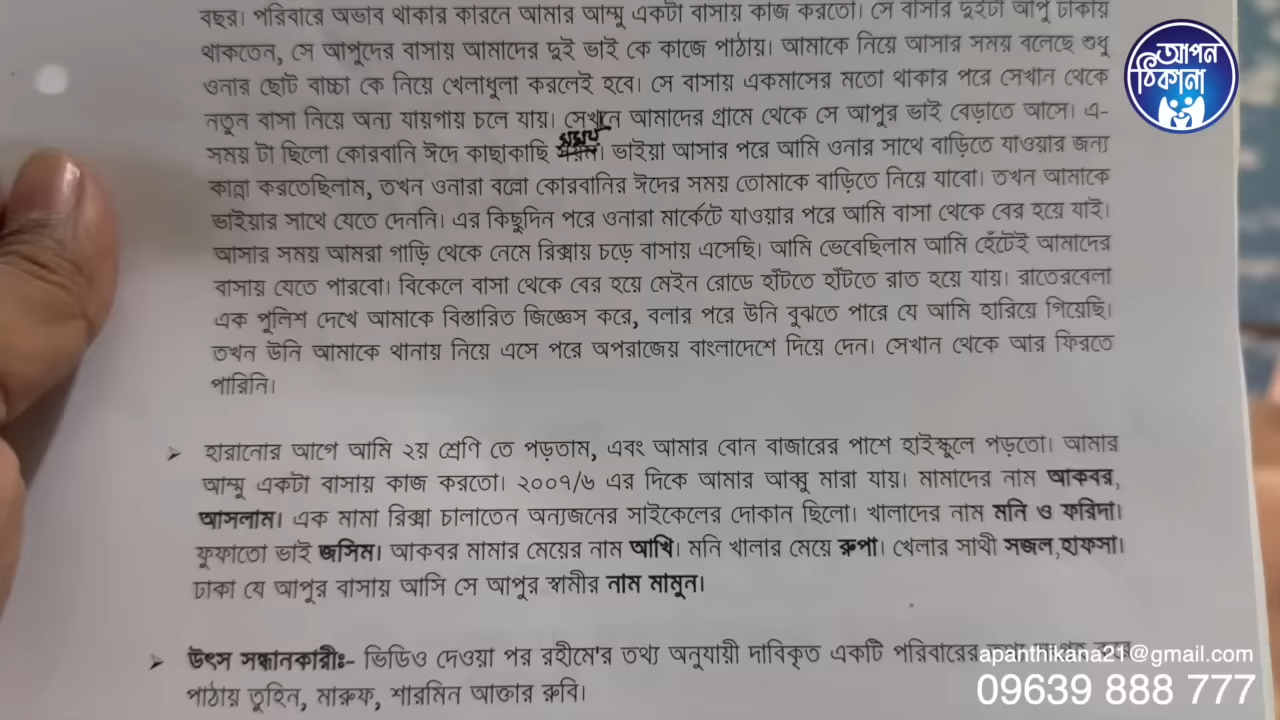 বছর। পরিবারে অভাব থাকার কারনে আমার আম্মু একটা বাসায় কাজ করতো। সে বাসার দুইটা আপু ঢাকায়
থাকতেন, সে আপুদের বাসায় আমাদের দুই ভাই কে কাজে পাঠায়। আমাকে নিয়ে আসার সময় বলেছে শুধু
ওনার ছোট বাচ্চা কে নিয়ে খেলাধুলা করলেই হবে। সে বাসায় একমাসের মতো থাকার পরে সেখান থেকে
নতুন বাসা নিয়ে অন্য যায়গায় চলে যায়। সেখানে আমাদের গ্রামে থেকে সে আপুর ভাই বেড়াতে আসে। এ-
সময় টা ছিলো কোরবানি ঈদে কাছাকাছি সময়। ভাইয়া আসার পরে আমি ওনার সাথে বাড়িতে যাওয়ার জন্য
কান্না করতেছিলাম, তখন ওনারা বল্লো কোরবানির ঈদের সময় তোমাকে বাড়িতে নিয়ে যাবো। তখন আমাকে
ভাইয়ার সাথে যেতে দেননি। এর কিছুদিন পরে ওনারা মার্কেটে যাওয়ার পরে আমি বাসা থেকে বের হয়ে যাই।
আসার সময় আমরা গাড়ি থেকে নেমে রিক্সায় চড়ে বাসায় এসেছি। আমি ভেবেছিলাম আমি হেঁটেই আমাদের
বাসায় যেতে পারবো। বিকেলে বাসা থেকে বের হয়ে মেইন রোডে হাঁটতে হাঁটতে রাত হয়ে যায়। রাতেরবেলা
এক পুলিশ দেখে আমাকে বিস্তারিত জিজ্ঞেস করে, বলার পরে উনি বুঝতে পারে যে আমি হারিয়ে গিয়েছি।
তখন উনি আমাকে থানায় নিয়ে এসে পরে অপরাজেয় বাংলাদেশে দিয়ে দেন। সেখান থেকে আর ফিরতে
পারিনি।
➤ হারানোর আগে আমি ২য় শ্রেণি তে পড়তাম, এবং আমার বোন বাজারের পাশে হাইস্কুলে পড়তো। আমার
আম্মু একটা বাসায় কাজ করতো। ২০০৭/৬ এর দিকে আমার আব্বু মারা যায়। মামাদের নাম আকবর,
আসলাম। এক মামা রিক্সা চালাতেন অন্যজনের সাইকেলের দোকান ছিলো। খালাদের নাম মনি ও ফরিদা।
ফুফাতো ভাই জসিম। আকবর মামার মেয়ের নাম আখি। মনি খালার মেয়ে রুপা। খেলার সাথী সজল,হাফসা।
ঢাকা যে আপুর বাসায় আসি সে আপুর স্বামীর নাম মামুন।
➤ উৎস সন্ধানকারীঃ- ভিডিও দেওয়া পর রহীমে'র তথ্য অনুযায়ী দাবিকৃত একটি পরিবারের
পাঠায় তুহিন, মারুফ, শারমিন আক্তার রুবি।
আপন
ঠিকানা
apanthikana21@gmail.com
09639 888 777